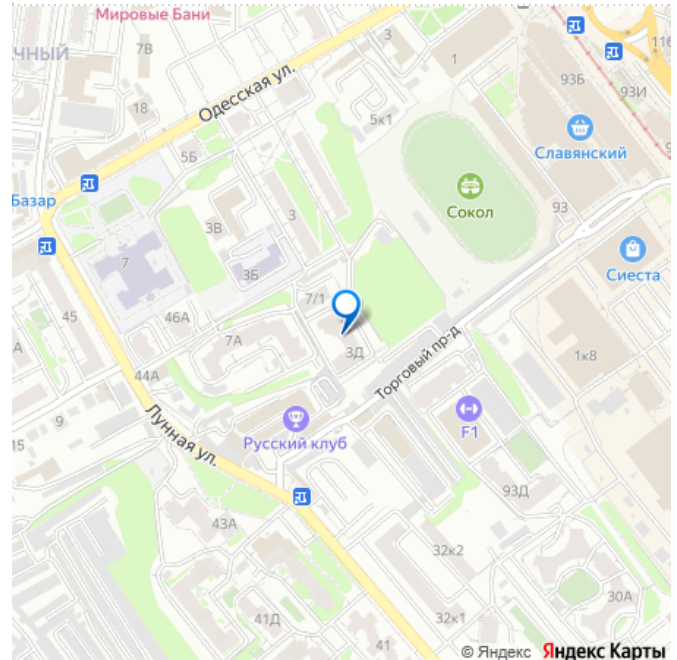 Мировые Бани
3
116
ЧНЫЙ
7В
1
93Б
93И
Одесская ул.
18
5к1
Славянский
5Б
Базар
Сокол
93
3
3В
7
3Б
Сиеста
45
46А
7/1
7А
3Д
1к8
А
44А
Торговый пр-д
9
15
Лунная ул.
Русский клуб
F1
93Д
43А
32к2
30А
41Д
32к1
41
© Яндекс Яндекс Карты